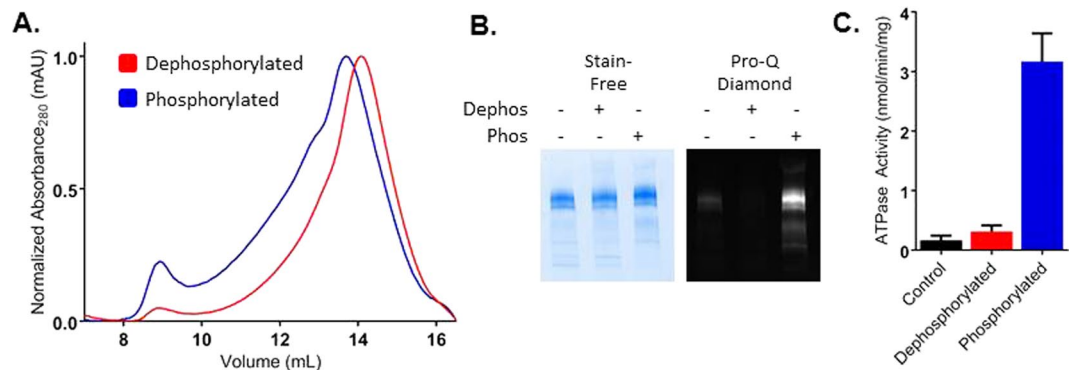 A.
Normalized Absorbance280 (mAU)
1.0
0.5
0.0
Dephosphorylated
Phosphorylated
8 10 12 14 16
Volume (mL)
B.
Stain-
Free
Pro-Q
Diamond
Dephos - + - - + -
Phos - - + - - +
C.
ATPase Activity (nmol/min/mg)
4
3
2
1
0
Control
Dephosphorylated
Phosphorylated